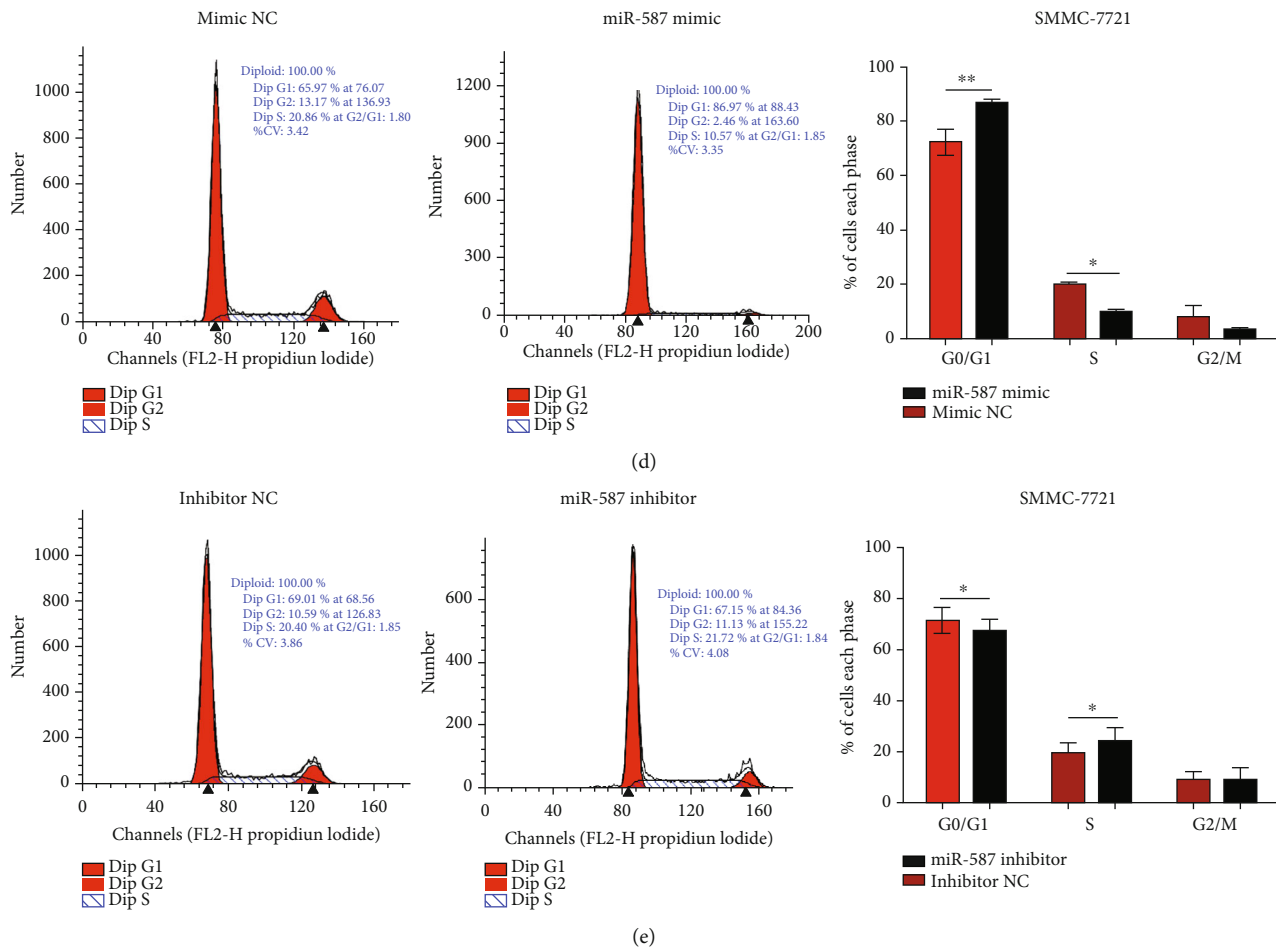 Mimic NC
Number
1000
800
600
400
200
0
Diploid: 100.00 %
Dip G1: 65.97 % at 76.07
Dip G2: 13.17 % at 136.93
Dip S: 20.86 % at G2/G1: 1.80
%CV: 3.42
0 40 80 120 160
Channels (FL2-H propidiun lodide)
Dip G1
Dip G2
Dip S
miR-587 mimic
Number
1200
900
600
300
0
Diploid: 100.00 %
Dip G1: 86.97 % at 88.43
Dip G2: 2.46 % at 163.60
Dip S: 10.57 % at G2/G1: 1.85
%CV: 3.35
0 40 80 120 160 200
Channels (FL2-H propidiun lodide)
Dip G1
Dip G2
Dip S
SMMC-7721
% of cells each phase
100
80
60
40
20
0
**
*
G0/G1 S G2/M
miR-587 mimic
Mimic NC
(d)
Inhibitor NC
Number
1000
800
600
400
200
0
Diploid: 100.00 %
Dip G1: 69.01 % at 68.56
Dip G2: 10.59 % at 126.83
Dip S: 20.40 % at G2/G1: 1.85
% CV: 3.86
0 40 80 120 160
Channels (FL2-H propidiun lodide)
Dip G1
Dip G2
Dip S
miR-587 inhibitor
Number
600
400
200
0
Diploid: 100.00 %
Dip G1: 67.15 % at 84.36
Dip G2: 11.13 % at 155.22
Dip S: 21.72 % at G2/G1: 1.84
% CV: 4.08
0 40 80 120 160
Channels (FL2-H propidiun lodide)
Dip G1
Dip G2
Dip S
SMMC-7721
% of cells each phase
100
80
60
40
20
0
*
*
G0/G1 S G2/M
miR-587 inhibitor
Inhibitor NC
(e)